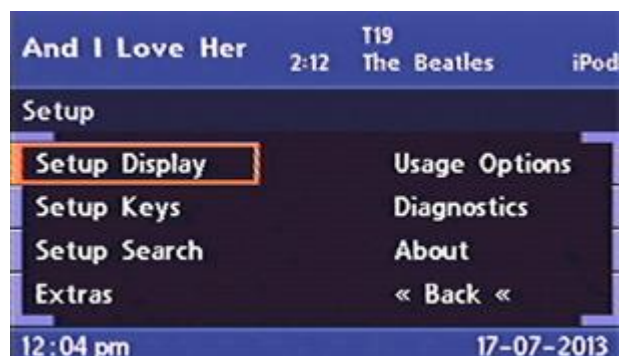 And I Love Her 2:12 T19
The Beatles iPod
Setup
Setup Display
Setup Keys
Setup Search
Extras
Usage Options
Diagnostics
About
« Back «
12:04 pm 17-07-2013